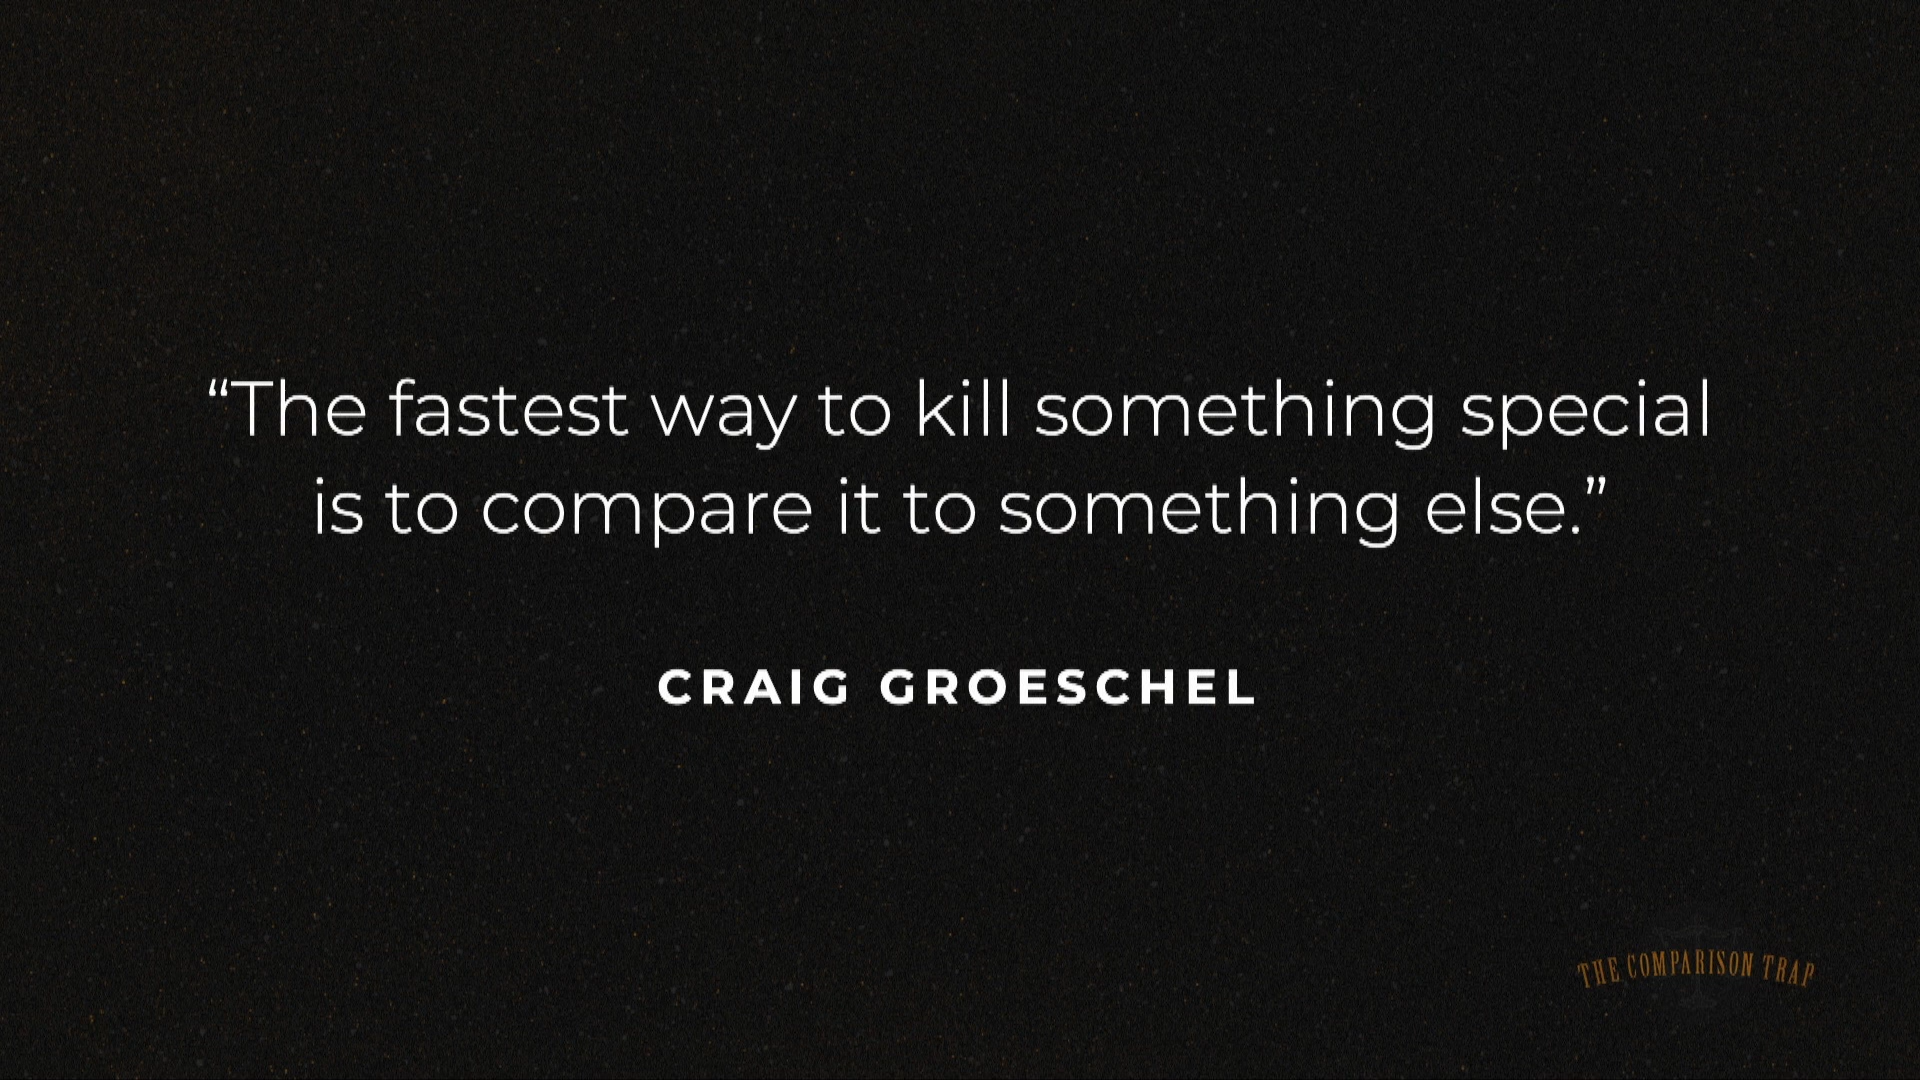 “The fastest way to kill something special
is to compare it to something else.”
CRAIG GROESCHEL
THE COMPARISON TRAP